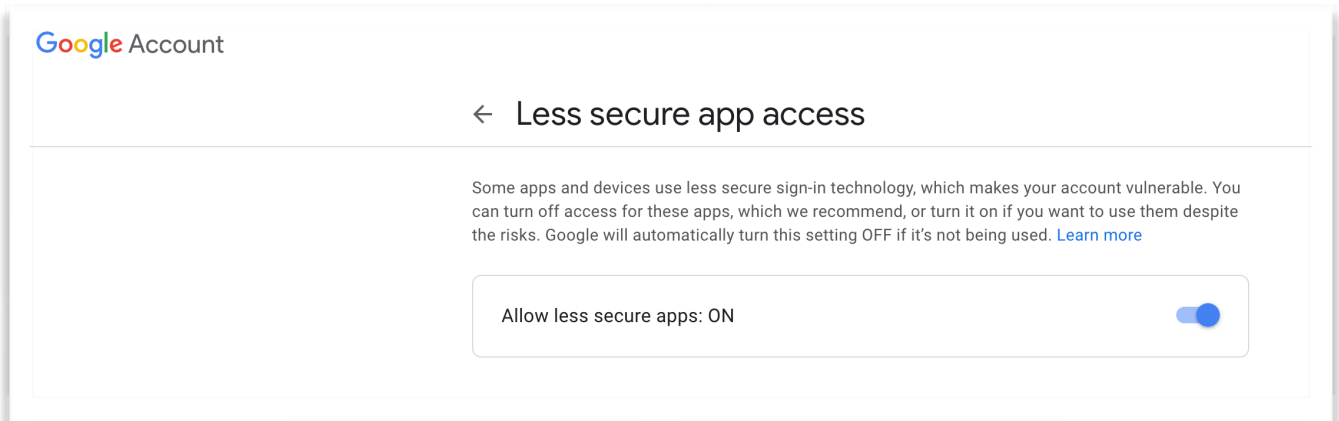 Google Account
Less secure app access
Some apps and devices use less secure sign-in technology, which makes your account vulnerable. You
can turn off access for these apps, which we recommend, or turn it on if you want to use them despite
the risks. Google will automatically turn this setting OFF if it's not being used. Learn more
Allow less secure apps: ON